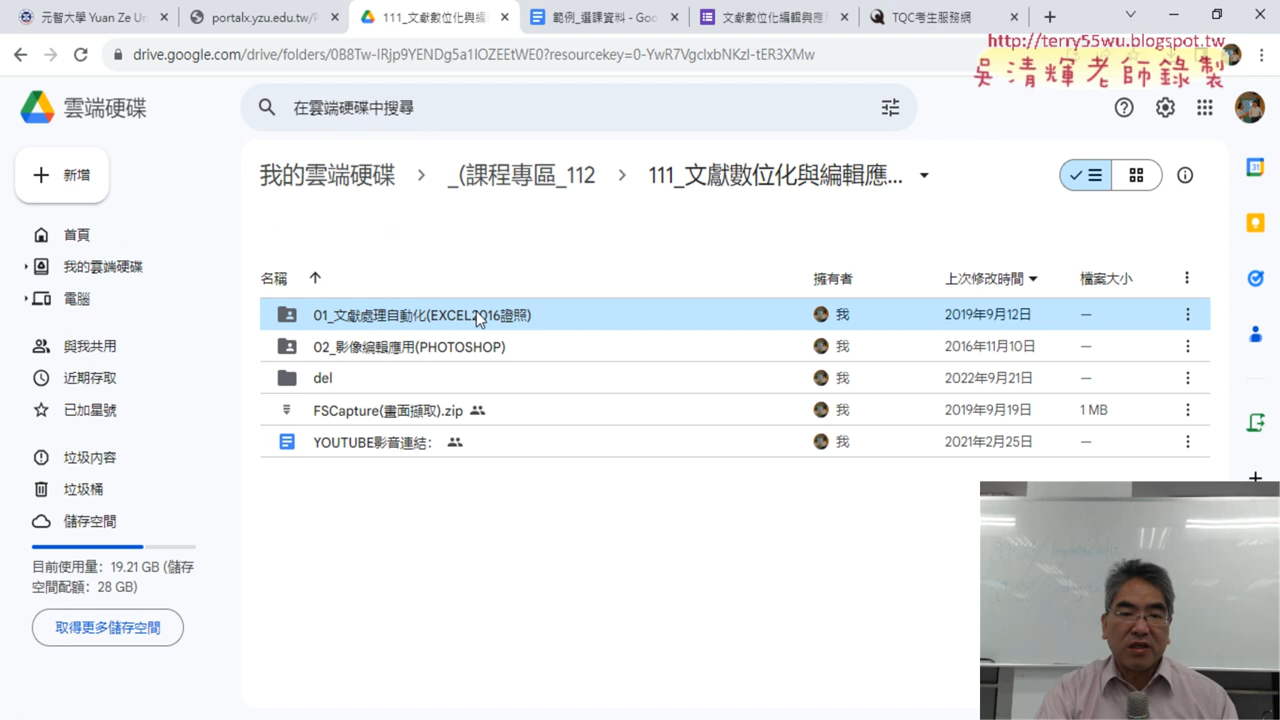 元智大學 Yuan Ze Un
portalx.yzu.edu.tw/P
111_文獻數位化與編
範例_選課資料 - Goo
文獻數位化編輯與應
TQC考生服務網
drive.google.com/drive/folders/0B8Tw-lRjp9YENDg5a1lOZEEtWE0?resourcekey=0-YwR7VgclxbNKzI-tER3XMw
http://terry55wu.blogspot.tw
吳清輝老師錄製
雲端硬碟
在雲端硬碟中搜尋
新增
我的雲端硬碟 > _(課程專區_112 > 111_文獻數位化與編輯應...
首頁
我的雲端硬碟
電腦
與我共用
近期存取
已加星號
垃圾內容
垃圾桶
儲存空間
目前使用量：19.21 GB (儲存
空間配額：28 GB)
取得更多儲存空間
名稱 擁有者 上次修改時間 檔案大小
01_文獻處理自動化(EXCEL2016證照) 我 2019年9月12日 —
02_影像編輯應用(PHOTOSHOP) 我 2016年11月10日 —
del 我 2022年9月21日 —
FSCapture(畫面擷取).zip 我 2019年9月19日 1 MB
YOUTUBE影音連結： 我 2021年2月25日 —